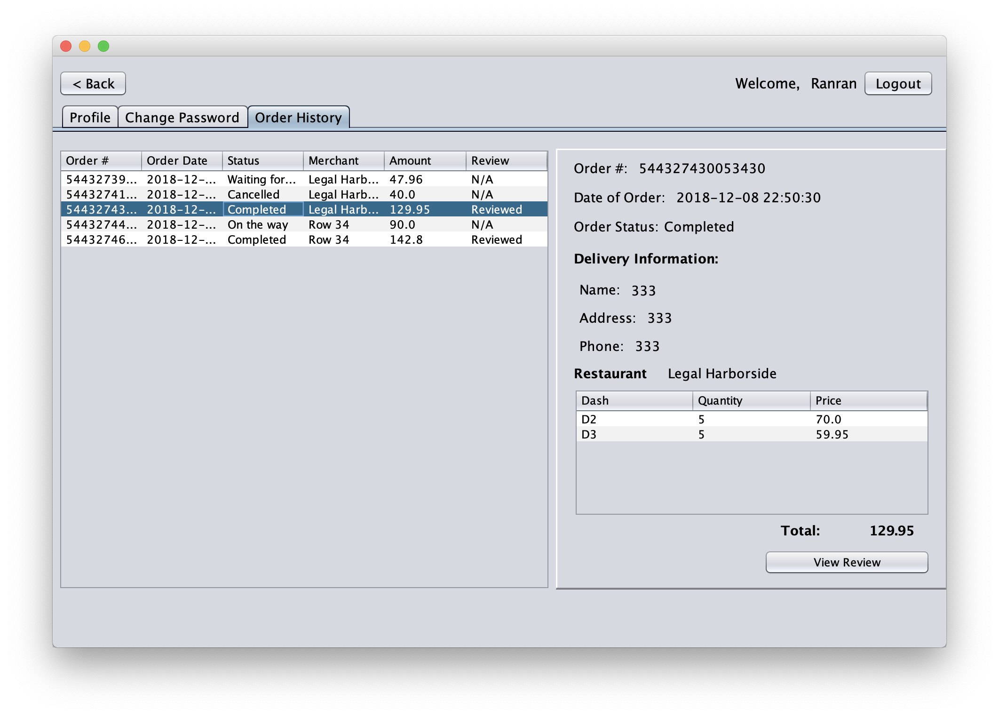 < Back
Welcome, Ranran Logout
Profile Change Password Order History
Order # Order Date Status Merchant Amount Review
54432739... 2018-12-... Waiting for... Legal Harb... 47.96 N/A
54432741... 2018-12-... Cancelled Legal Harb... 40.0 N/A
54432743... 2018-12-... Completed Legal Harb... 129.95 Reviewed
54432744... 2018-12-... On the way Row 34 90.0 N/A
54432746... 2018-12-... Completed Row 34 142.8 Reviewed
Order #: 544327430053430
Date of Order: 2018-12-08 22:50:30
Order Status: Completed
Delivery Information:
Name: 333
Address: 333
Phone: 333
Restaurant Legal Harborside
Dash Quantity Price
D2 5 70.0
D3 5 59.95
Total: 129.95
View Review